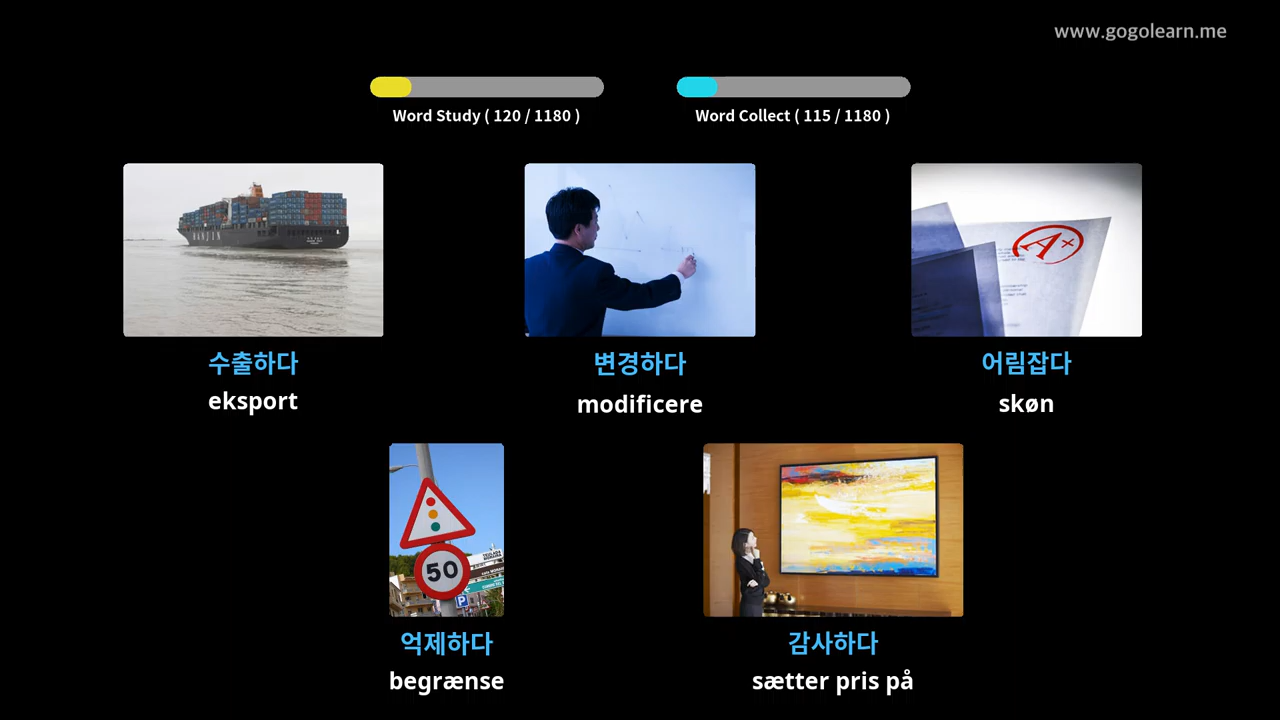 www.gogolearn.me
Word Study ( 120 / 1180 )
Word Collect ( 115 / 1180 )
HANJIN
A+
수출하다
변경하다
어림잡다
eksport
modificere
skøn
50
P
억제하다
감사하다
begrænse
sætter pris på